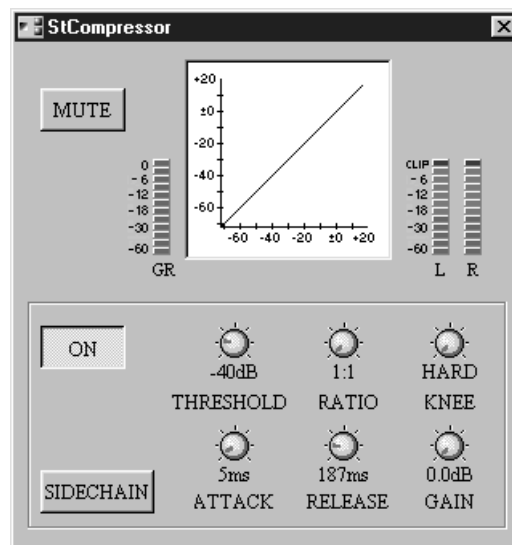 StCompressor
MUTE
+20
±0
-20
-40
-60
-60 -40 -20 ±0 +20
0
-6
-12
-18
-30
-60
GR
CLIP
-6
-12
-18
-30
-60
L R
ON
-40dB 1:1 HARD
THRESHOLD RATIO KNEE
5ms 187ms 0.0dB
SIDECHAIN
ATTACK RELEASE GAIN